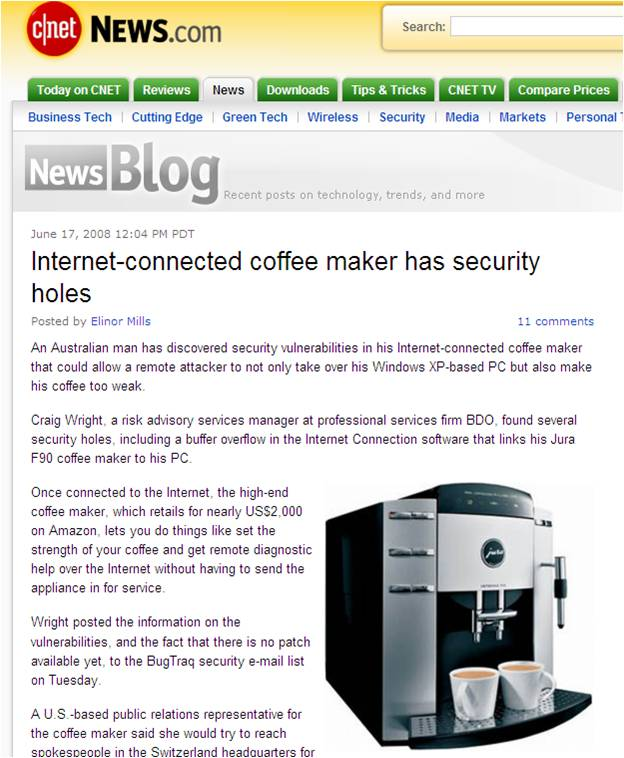 c|net NEWS.com
Search:
Today on CNET Reviews News Downloads Tips & Tricks CNET TV Compare Prices
Business Tech | Cutting Edge | Green Tech | Wireless | Security | Media | Markets | Personal T
News Blog Recent posts on technology, trends, and more
June 17, 2008 12:04 PM PDT
Internet-connected coffee maker has security
holes
Posted by Elinor Mills 11 comments
An Australian man has discovered security vulnerabilities in his Internet-connected coffee maker
that could allow a remote attacker to not only take over his Windows XP-based PC but also make
his coffee too weak.
Craig Wright, a risk advisory services manager at professional services firm BDO, found several
security holes, including a buffer overflow in the Internet Connection software that links his Jura
F90 coffee maker to his PC.
Once connected to the Internet, the high-end
coffee maker, which retails for nearly US$2,000
on Amazon, lets you do things like set the
strength of your coffee and get remote diagnostic
help over the Internet without having to send the
appliance in for service.
Wright posted the information on the
vulnerabilities, and the fact that there is no patch
available yet, to the BugTraq security e-mail list
on Tuesday.
A U.S.-based public relations representative for
the coffee maker said she would try to reach
spokespeople in the Switzerland headquarters for
jura